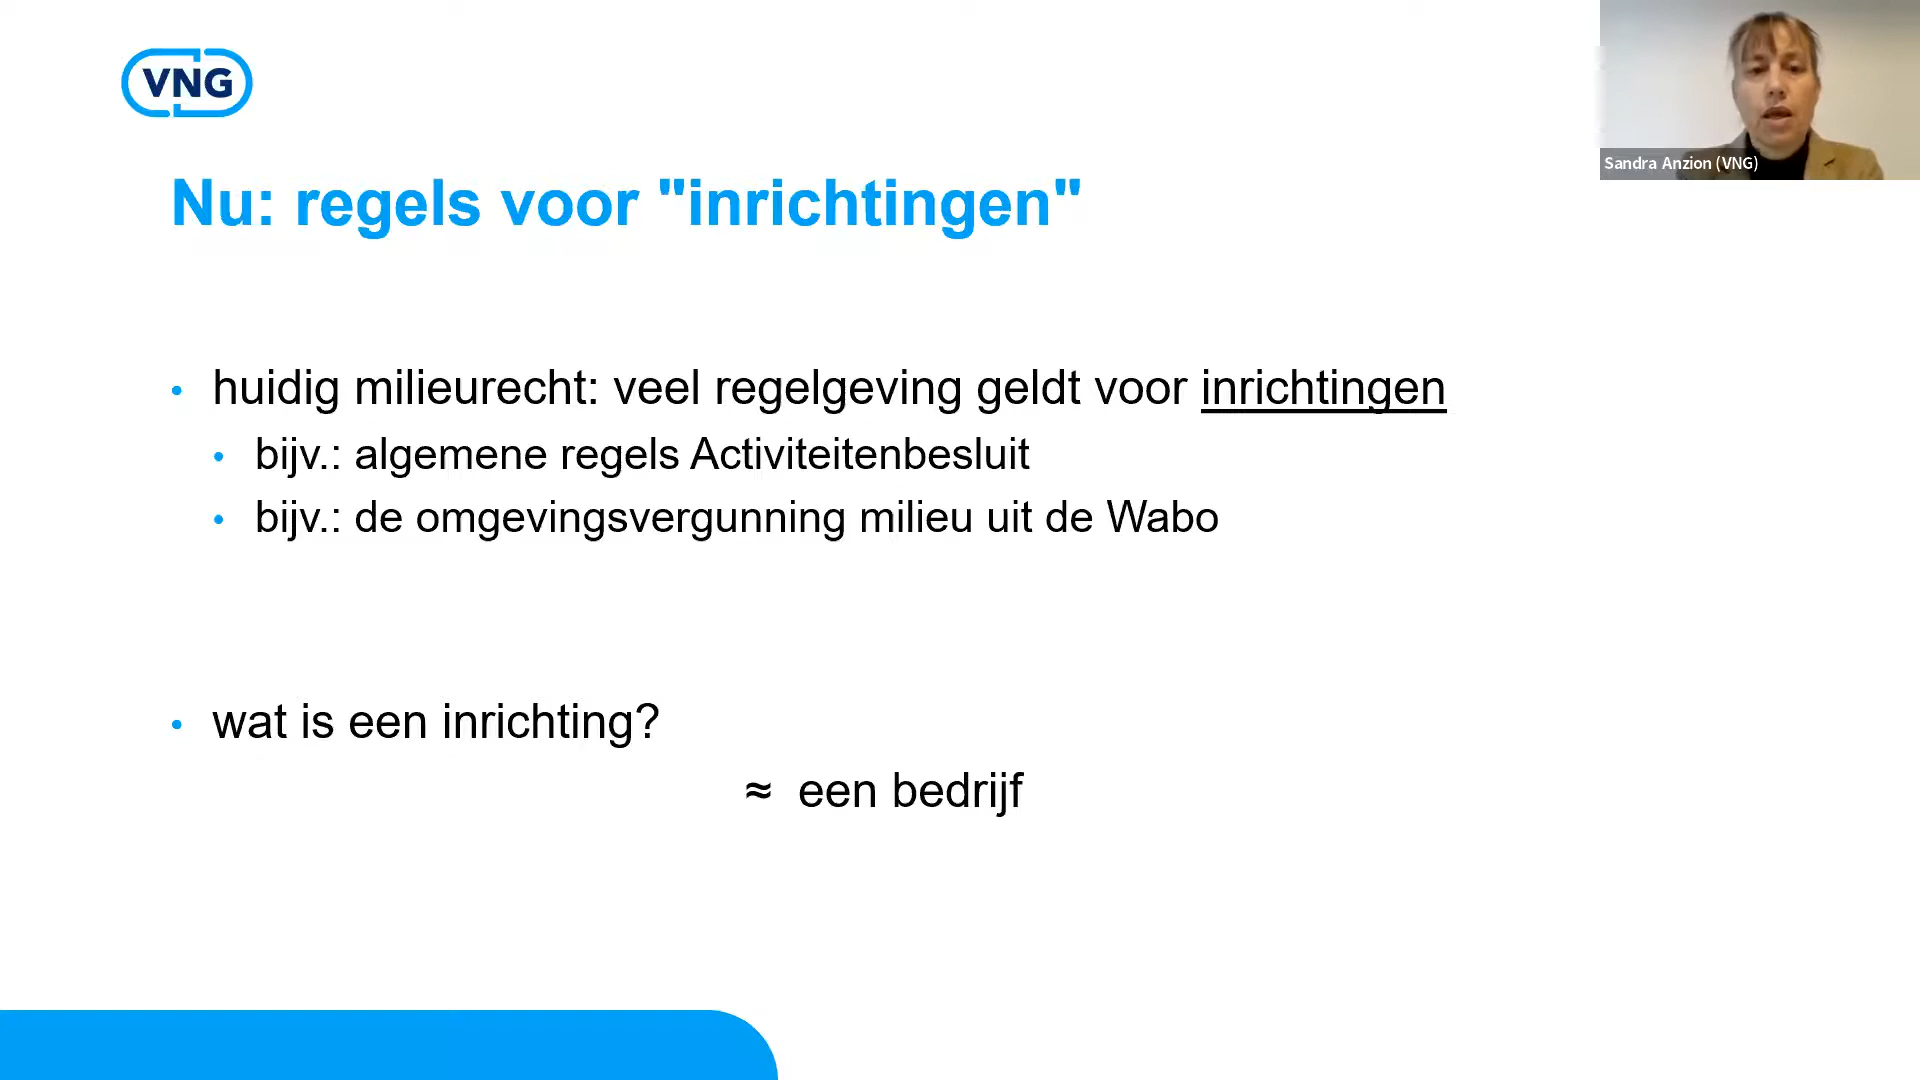 VNG
Sandra Anzion (VNG)
Nu: regels voor "inrichtingen"
• huidig milieurecht: veel regelgeving geldt voor inrichtingen
• bijv.: algemene regels Activiteitenbesluit
• bijv.: de omgevingsvergunning milieu uit de Wabo
• wat is een inrichting?
≈ een bedrijf